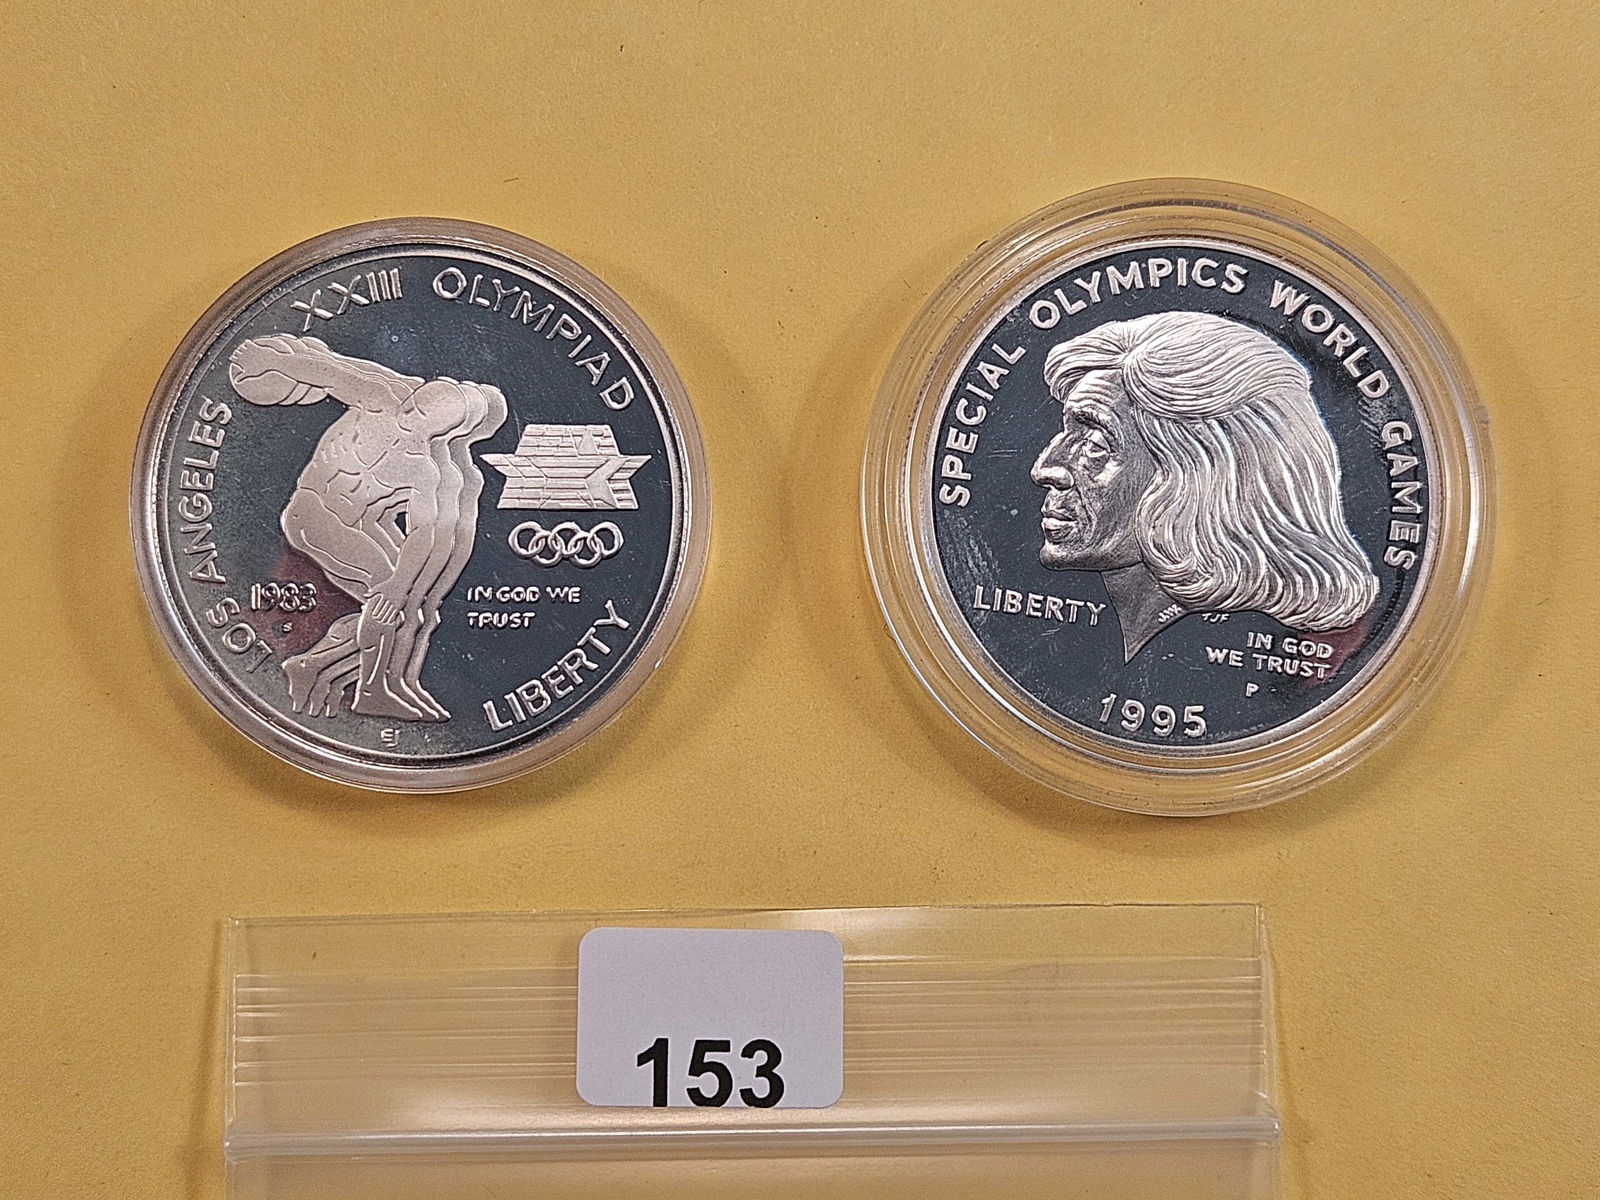 LOS ANGELES XXIII OLYMPIAD
1983
S
IN GOD WE
TRUST
LIBERTY
EJ
SPECIAL OLYMPICS WORLD GAMES
LIBERTY
JWW TJF
IN GOD
WE TRUST
P
1995
153